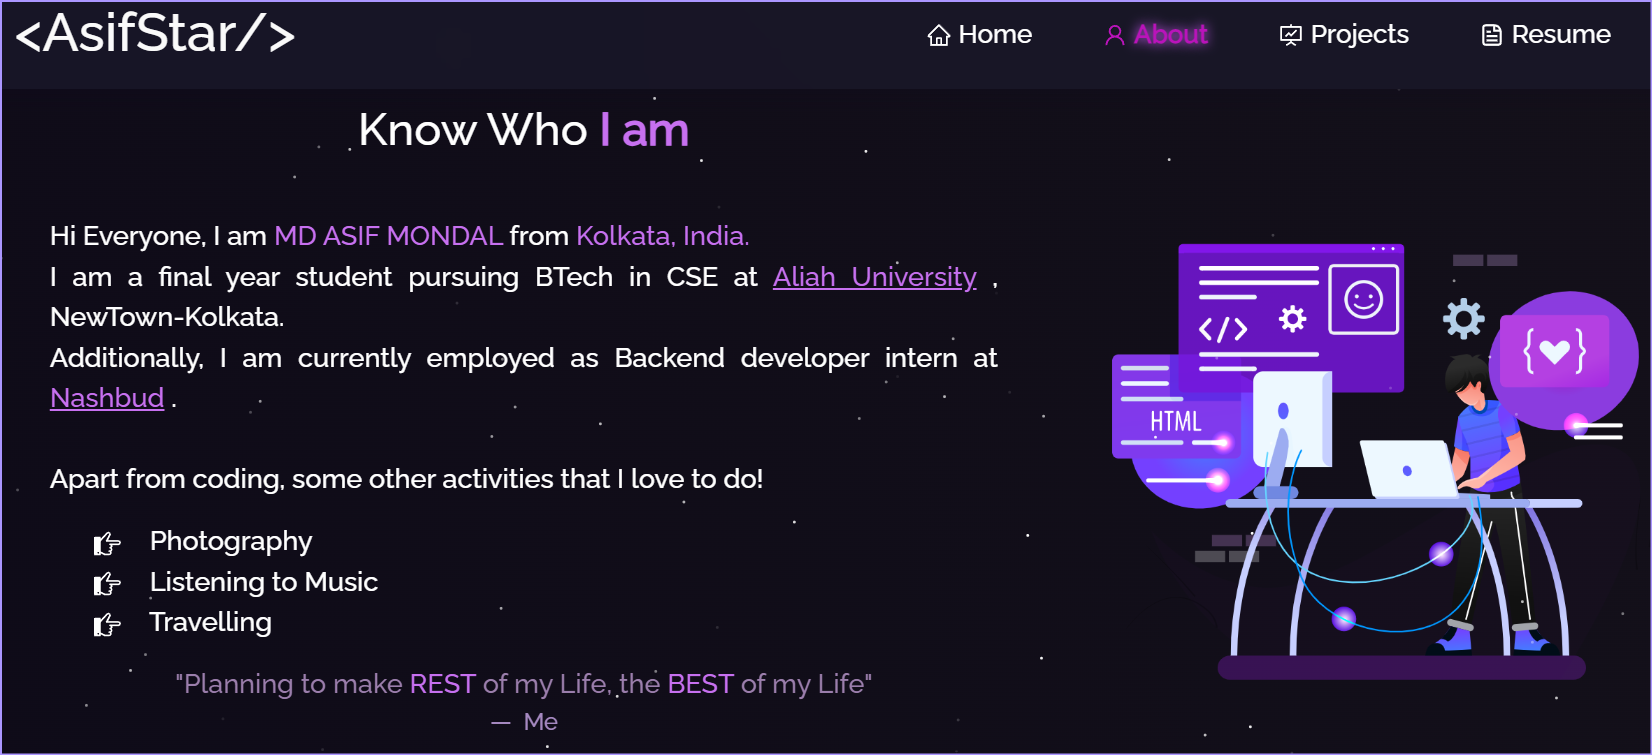 <AsifStar/>
Home
About
Projects
Resume
Know Who I am
Hi Everyone, I am MD ASIF MONDAL from Kolkata, India.
I am a final year student pursuing BTech in CSE at Aliah University ,
NewTown-Kolkata.
Additionally, I am currently employed as Backend developer intern at
Nashbud .
Apart from coding, some other activities that I love to do!
Photography
Listening to Music
Travelling
"Planning to make REST of my Life, the BEST of my Life"
— Me
</>
HTML
{ }